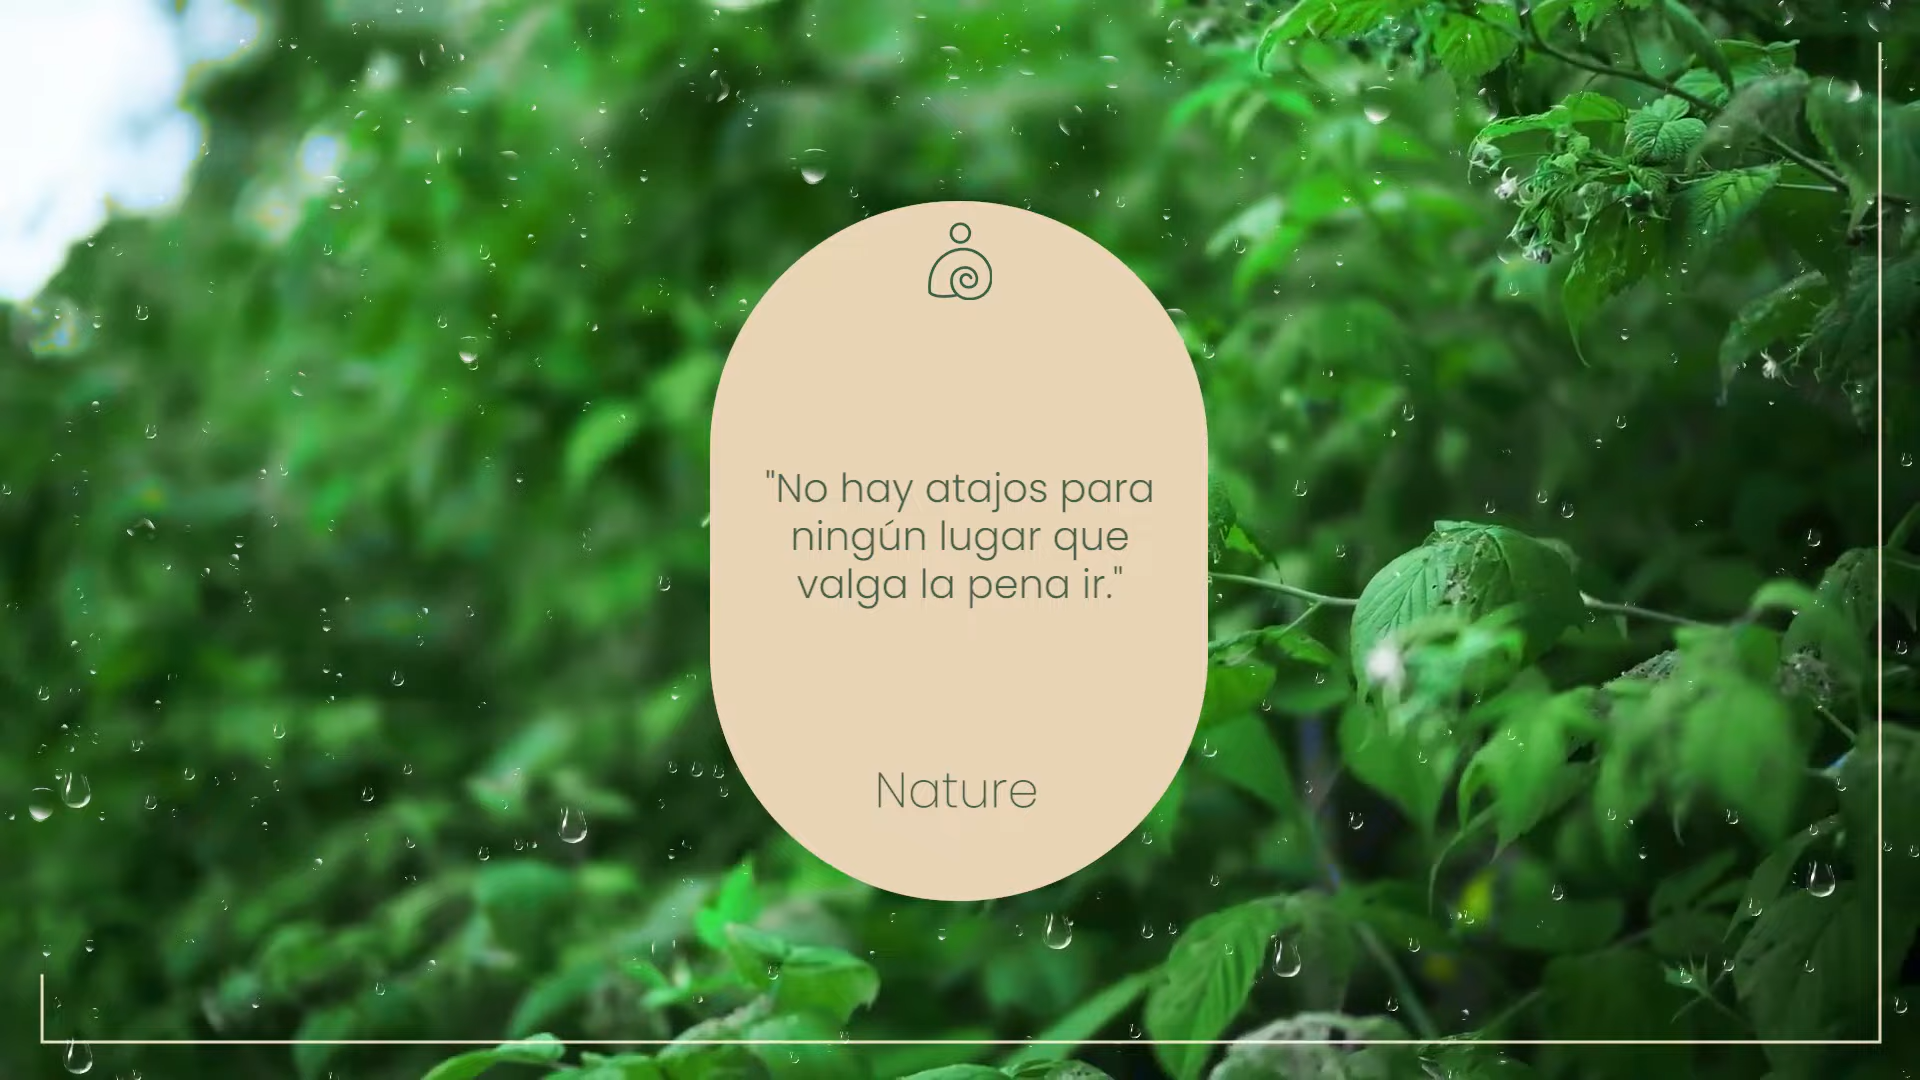 "No hay atajos para
ningún lugar que
valga la pena ir."
Nature